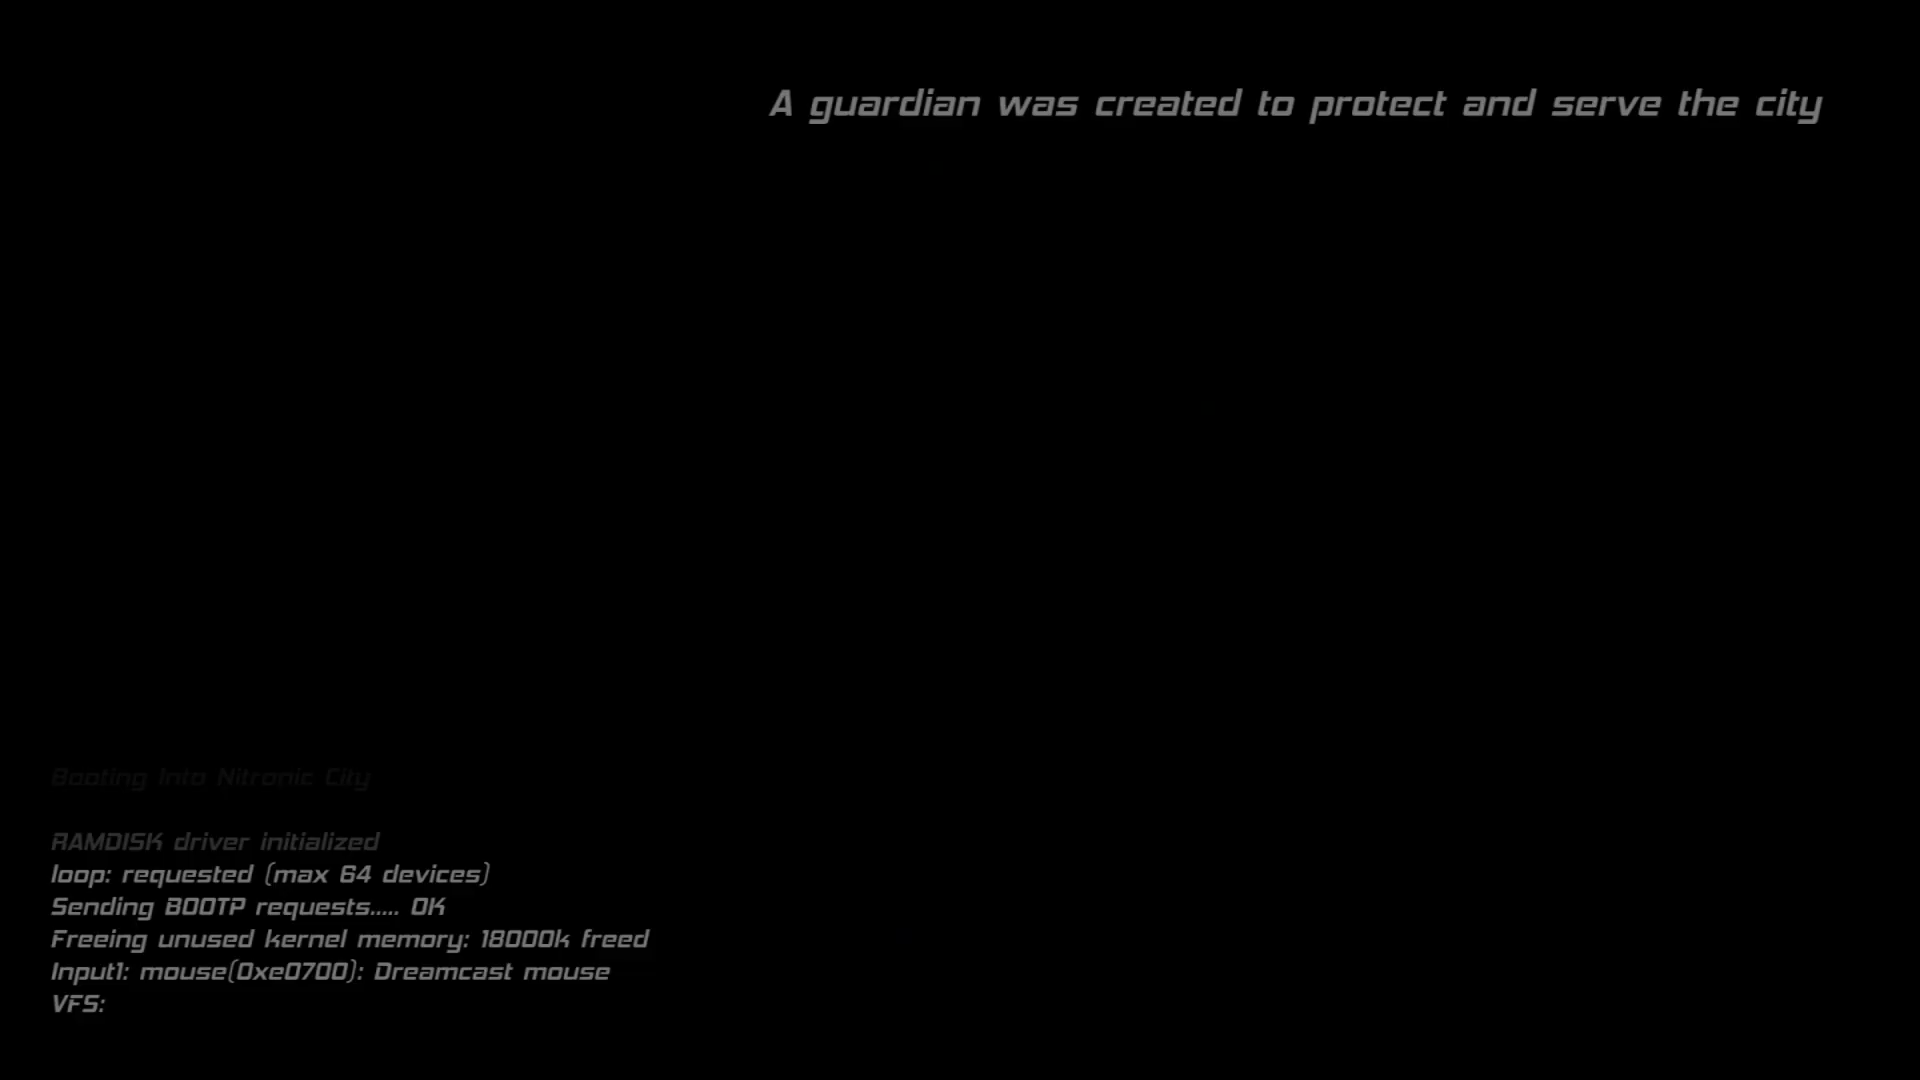 A guardian was created to protect and serve the city
Booting Into Nitronic City
RAMDISK driver initialized
loop: requested (max 64 devices)
Sending BOOTP requests..... OK
Freeing unused kernel memory: 18000k freed
Input1: mouse(0xe0700): Dreamcast mouse
VFS: